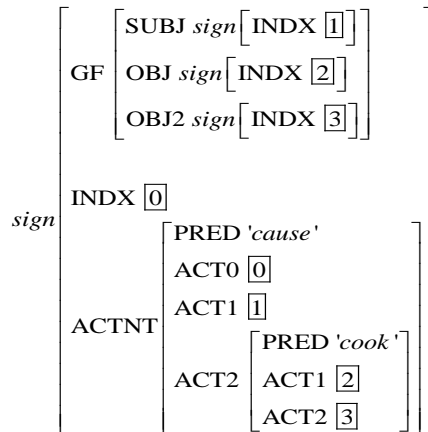 SUBJ sign[INDX 1]
GF
OBJ sign[INDX 2]
OBJ2 sign[INDX 3]
INDX 0
sign
PRED 'cause'
ACT0 0
ACT1 1
ACTNT
PRED 'cook'
ACT2
ACT1 2
ACT2 3